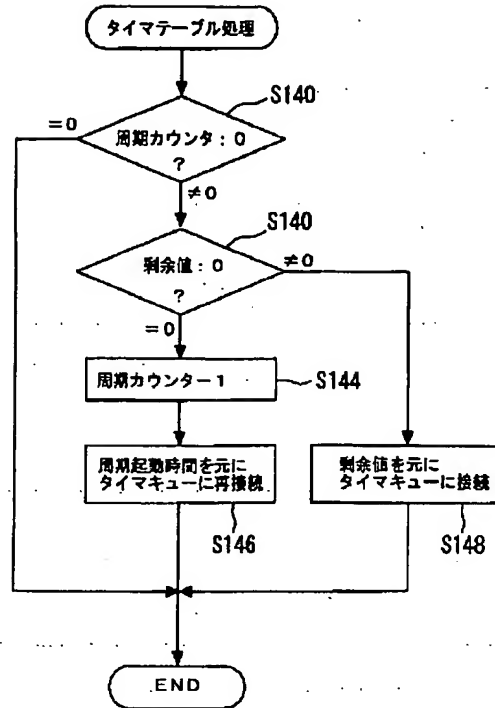 タイマテーブル処理
S140
=0
周期カウンタ：0
?
≠0
S140
剰余値：0
≠0
?
=0
周期カウンター1
S144
周期起動時間を元に
タイマキューに再接続
剰余値を元に
タイマキューに接続
S146
S148
END